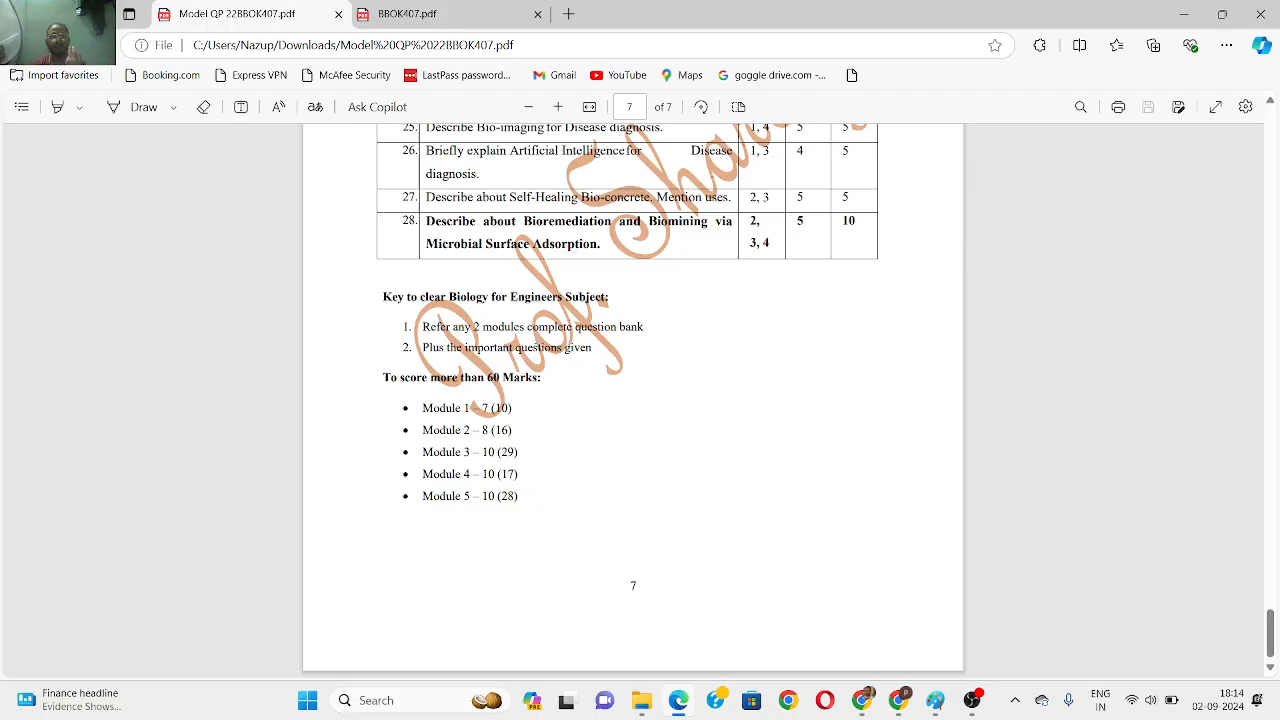 Model QP 22BBOK407.pdf
BBOK407.pdf
File
C:/Users/Nazup/Downloads/Model%20QP%2022BBOK407.pdf
Import favorites
Booking.com
Express VPN
McAfee Security
LastPass password...
Gmail
YouTube
Maps
goggle drive.com -...
Draw
Ask Copilot
7 of 7
25. Describe Bio-imaging for Disease diagnosis. 1, 4 5 5
26. Briefly explain Artificial Intelligence for Disease 1, 3 4 5
diagnosis.
27. Describe about Self-Healing Bio-concrete. Mention uses. 2, 3 5 5
28. Describe about Bioremediation and Biomining via 2, 5 10
Microbial Surface Adsorption. 3, 4
Key to clear Biology for Engineers Subject:
1. Refer any 2 modules complete question bank
2. Plus the important questions given
To score more than 60 Marks:
• Module 1 – 7 (10)
• Module 2 – 8 (16)
• Module 3 – 10 (29)
• Module 4 – 10 (17)
• Module 5 – 10 (28)
7
Finance headline
Evidence Shows...
Search
ENG
IN
18:14
02-09-2024